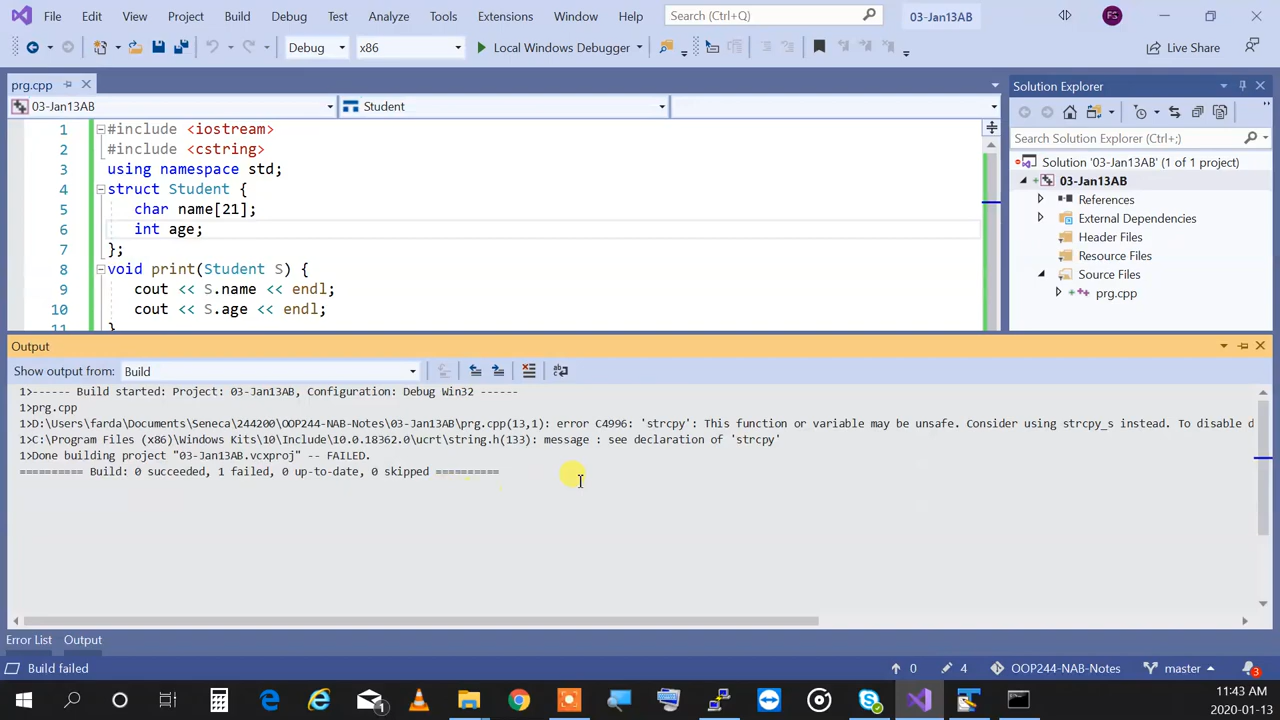 File Edit View Project Build Debug Test Analyze Tools Extensions Window Help Search (Ctrl+Q) 03-Jan13AB FS
Debug x86 Local Windows Debugger Live Share
prg.cpp
03-Jan13AB Student
1 #include <iostream>
2 #include <cstring>
3 using namespace std;
4 struct Student {
5 char name[21];
6 int age;
7 };
8 void print(Student S) {
9 cout << S.name << endl;
10 cout << S.age << endl;
11 }
Solution Explorer
Search Solution Explorer (Ctrl+;)
Solution '03-Jan13AB' (1 of 1 project)
03-Jan13AB
References
External Dependencies
Header Files
Resource Files
Source Files
prg.cpp
Output
Show output from: Build
1>------ Build started: Project: 03-Jan13AB, Configuration: Debug Win32 ------
1>prg.cpp
1>D:\Users\farda\Documents\Seneca\244200\OOP244-NAB-Notes\03-Jan13AB\prg.cpp(13,1): error C4996: 'strcpy': This function or variable may be unsafe. Consider using strcpy_s instead. To disable d
1>C:\Program Files (x86)\Windows Kits\10\Include\10.0.18362.0\ucrt\string.h(133): message : see declaration of 'strcpy'
1>Done building project "03-Jan13AB.vcxproj" -- FAILED.
========== Build: 0 succeeded, 1 failed, 0 up-to-date, 0 skipped ==========
Error List Output
Build failed 0 4 OOP244-NAB-Notes master 3
1
11:43 AM
2020-01-13